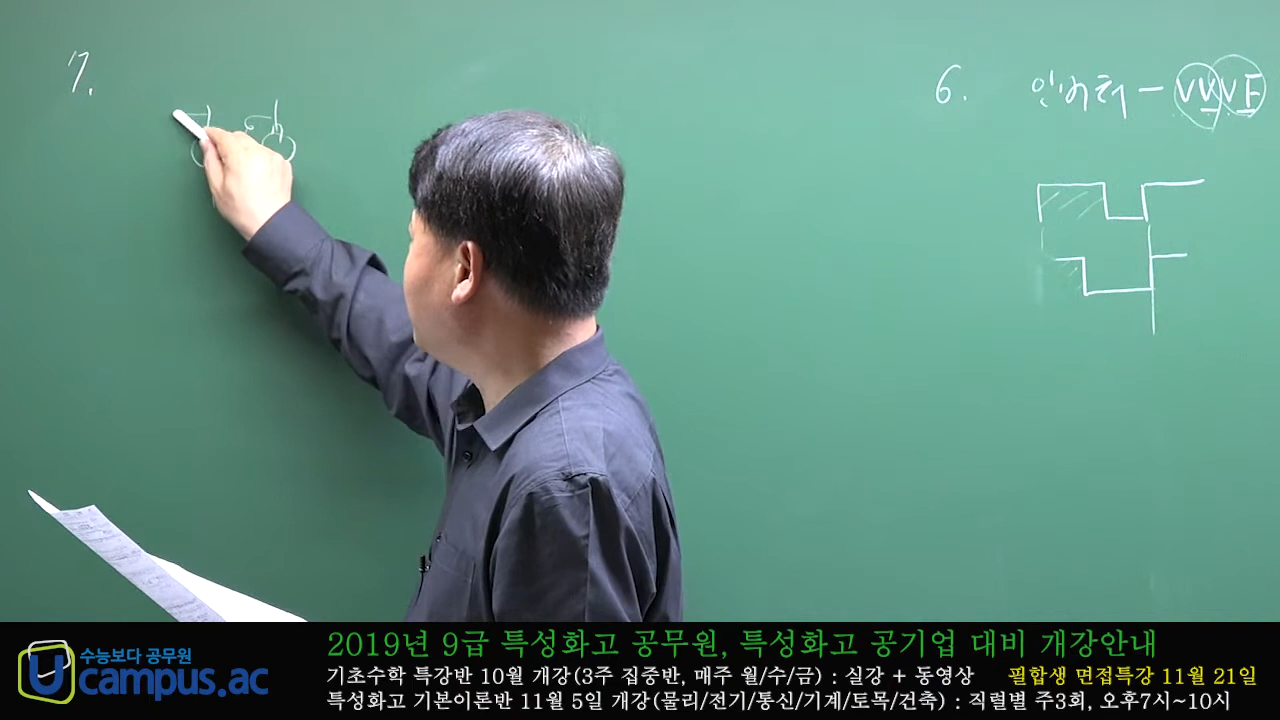 7.
6. 인버터 - VVVF
수능보다 공무원
Ucampus.ac
2019년 9급 특성화고 공무원, 특성화고 공기업 대비 개강안내
기초수학 특강반 10월 개강(3주 집중반, 매주 월/수/금) : 실강 + 동영상 필합생 면접특강 11월 21일
특성화고 기본이론반 11월 5일 개강(물리/전기/통신/기계/토목/건축) : 직렬별 주3회, 오후7시~10시